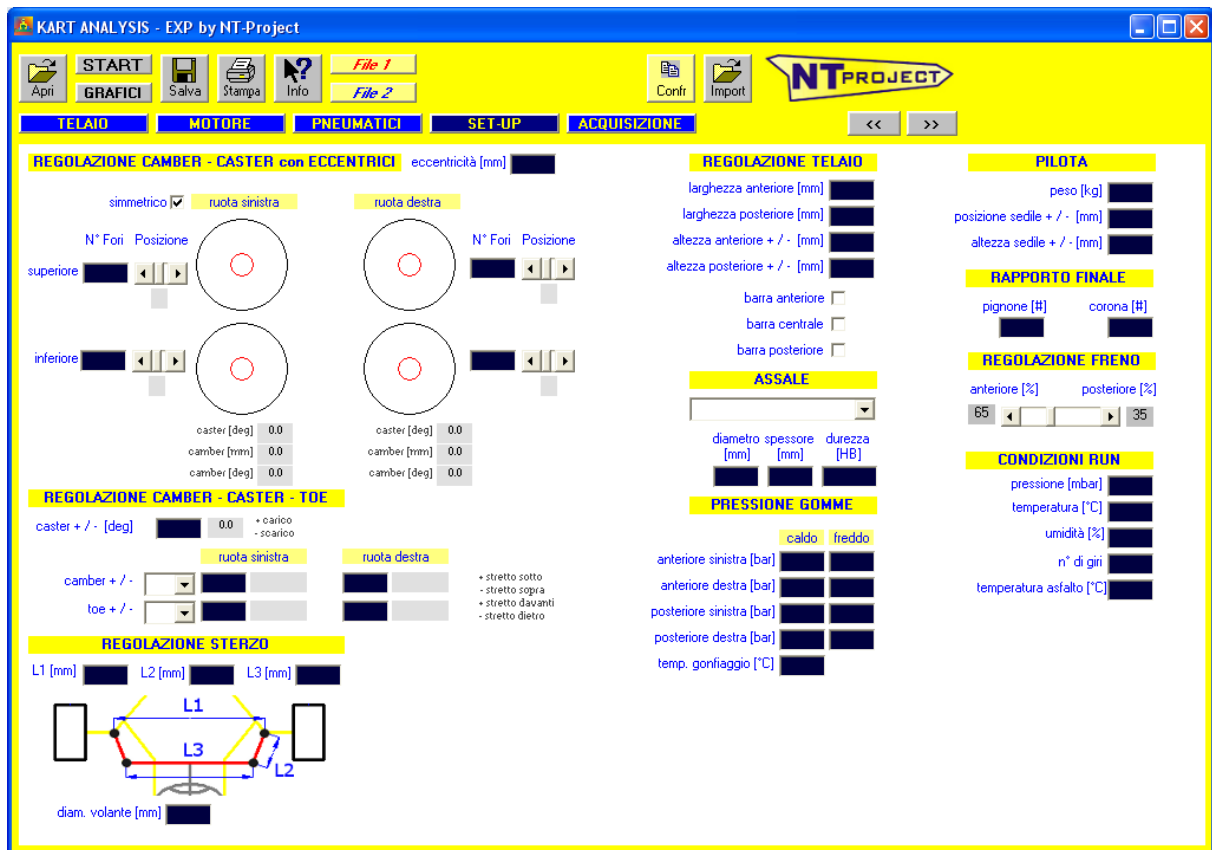 KART ANALYSIS - EXP by NT-Project
Apri
START
GRAFICI
Salva
Stampa
Info
File 1
File 2
Confr
Import
NTPROJECT
TELAIO
MOTORE
PNEUMATICI
SET-UP
ACQUISIZIONE
<<
>>
REGOLAZIONE CAMBER - CASTER con ECCENTRICI
eccentricità [mm]
simmetrico
ruota sinistra
ruota destra
N° Fori Posizione
N° Fori Posizione
superiore
inferiore
caster [deg] 0.0
caster [deg] 0.0
camber [mm] 0.0
camber [mm] 0.0
camber [deg] 0.0
camber [deg] 0.0
REGOLAZIONE CAMBER - CASTER - TOE
caster + / - [deg]
0.0
+ carico
- scarico
ruota sinistra
ruota destra
camber + / -
toe + / -
+ stretto sotto
- stretto sopra
+ stretto davanti
- stretto dietro
REGOLAZIONE STERZO
L1 [mm]
L2 [mm]
L3 [mm]
L1
L3
L2
diam. volante [mm]
REGOLAZIONE TELAIO
larghezza anteriore [mm]
larghezza posteriore [mm]
altezza anteriore + / - [mm]
altezza posteriore + / - [mm]
barra anteriore
barra centrale
barra posteriore
ASSALE
diametro [mm]
spessore [mm]
durezza [HB]
PRESSIONE GOMME
caldo freddo
anteriore sinistra [bar]
anteriore destra [bar]
posteriore sinistra [bar]
posteriore destra [bar]
temp. gonfiaggio [°C]
PILOTA
peso [kg]
posizione sedile + / - [mm]
altezza sedile + / - [mm]
RAPPORTO FINALE
pignone [#]
corona [#]
REGOLAZIONE FRENO
anteriore [%]
posteriore [%]
65
35
CONDIZIONI RUN
pressione [mbar]
temperatura [°C]
umidità [%]
n° di giri
temperatura asfalto [°C]